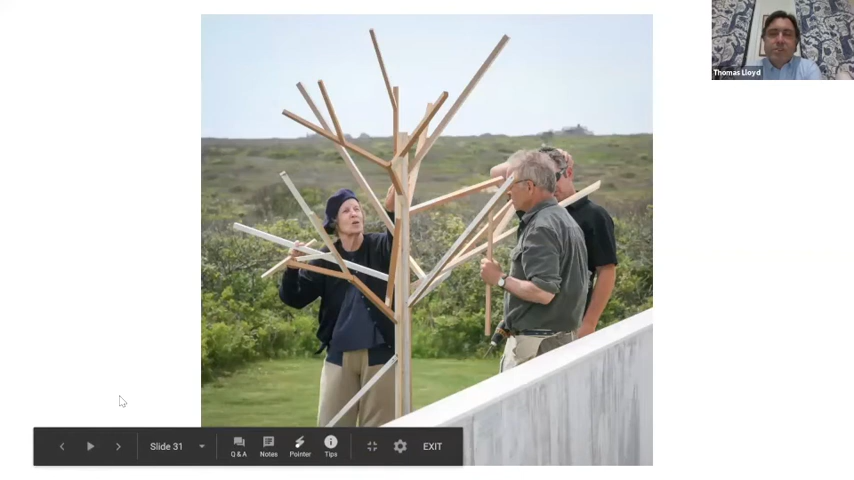 Thomas Lloyd
Slide 31
Q & A
Notes
Pointer
Tips
EXIT